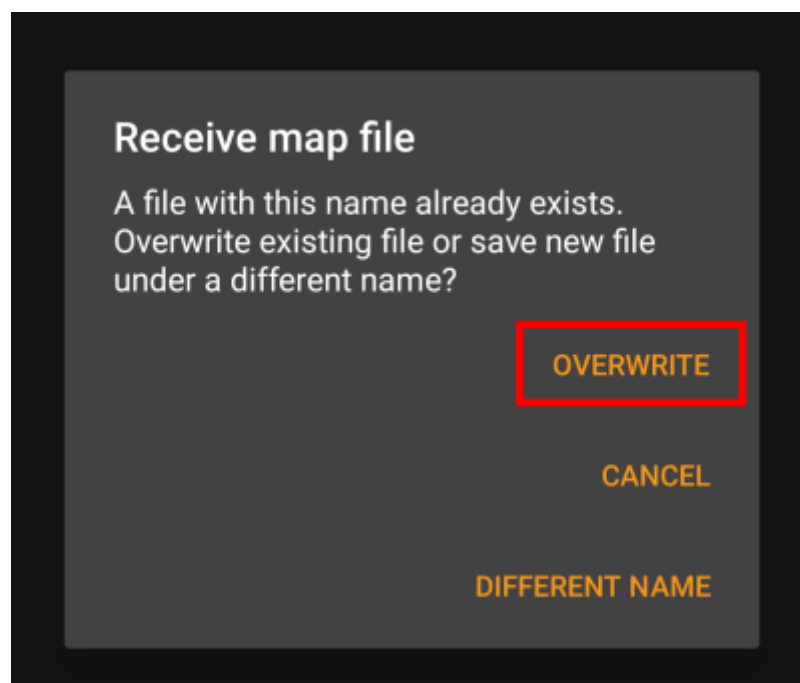 Receive map file
A file with this name already exists.
Overwrite existing file or save new file
under a different name?
OVERWRITE
CANCEL
DIFFERENT NAME